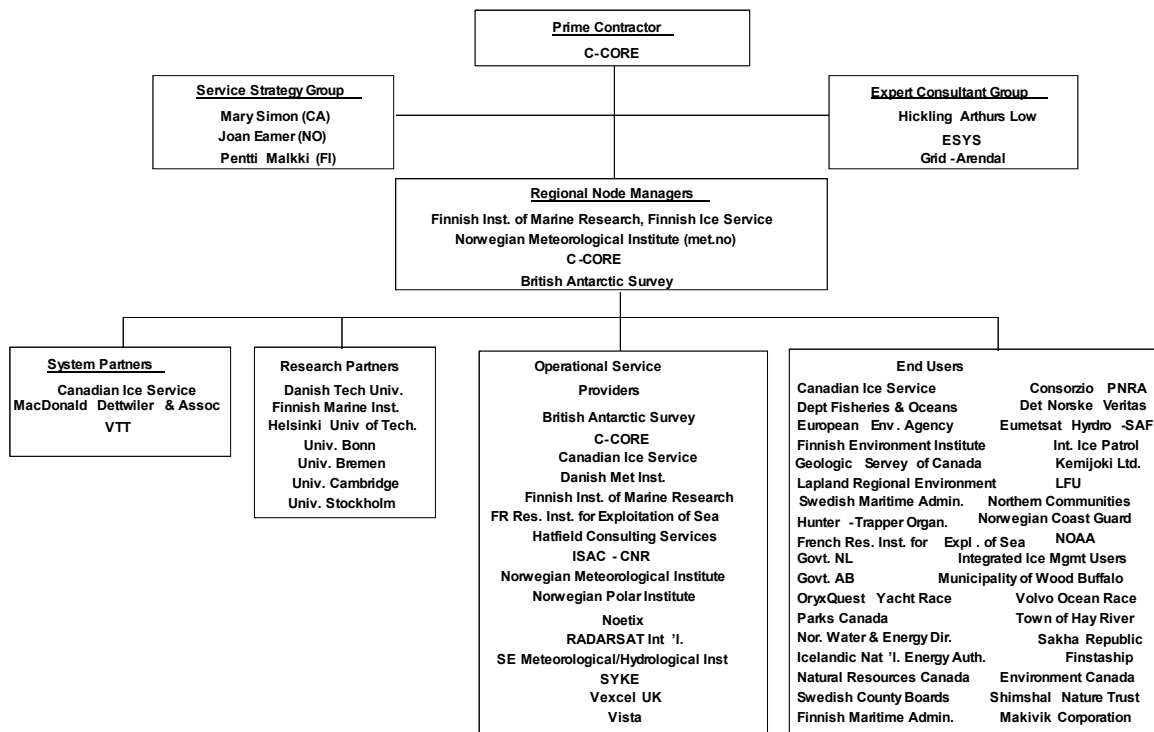 Prime Contractor
C-CORE
Service Strategy Group
Mary Simon (CA)
Joan Eamer (NO)
Pentti Malkki (FI)
Expert Consultant Group
Hickling Arthurs Low
ESYS
Grid -Arendal
Regional Node Managers
Finnish Inst. of Marine Research, Finnish Ice Service
Norwegian Meteorological Institute (met.no)
C-CORE
British Antarctic Survey
System Partners
Canadian Ice Service
MacDonald Dettwiler & Assoc
VTT
Research Partners
Danish Tech Univ.
Finnish Marine Inst.
Helsinki Univ of Tech.
Univ. Bonn
Univ. Bremen
Univ. Cambridge
Univ. Stockholm
Operational Service
Providers
British Antarctic Survey
C-CORE
Canadian Ice Service
Danish Met Inst.
Finnish Inst. of Marine Research
FR Res. Inst. for Exploitation of Sea
Hatfield Consulting Services
ISAC - CNR
Norwegian Meteorological Institute
Norwegian Polar Institute
Noetix
RADARSAT Int 'l.
SE Meteorological/Hydrological Inst
SYKE
Vexcel UK
Vista
End Users
Canadian Ice Service Consorzio PNRA
Dept Fisheries & Oceans Det Norske Veritas
European Env. Agency Eumetsat Hyrdro -SAF
Finnish Environment Institute Int. Ice Patrol
Geologic Servey of Canada Kemijoki Ltd.
Lapland Regional Environment LFU
Swedish Maritime Admin. Northern Communities
Hunter -Trapper Organ. Norwegian Coast Guard
French Res. Inst. for Expl . of Sea NOAA
Govt. NL Integrated Ice Mgmt Users
Govt. AB Municipality of Wood Buffalo
OryxQuest Yacht Race Volvo Ocean Race
Parks Canada Town of Hay River
Nor. Water & Energy Dir. Sakha Republic
Icelandic Nat 'l. Energy Auth. Finstaship
Natural Resources Canada Environment Canada
Swedish County Boards Shimshal Nature Trust
Finnish Maritime Admin. Makivik Corporation